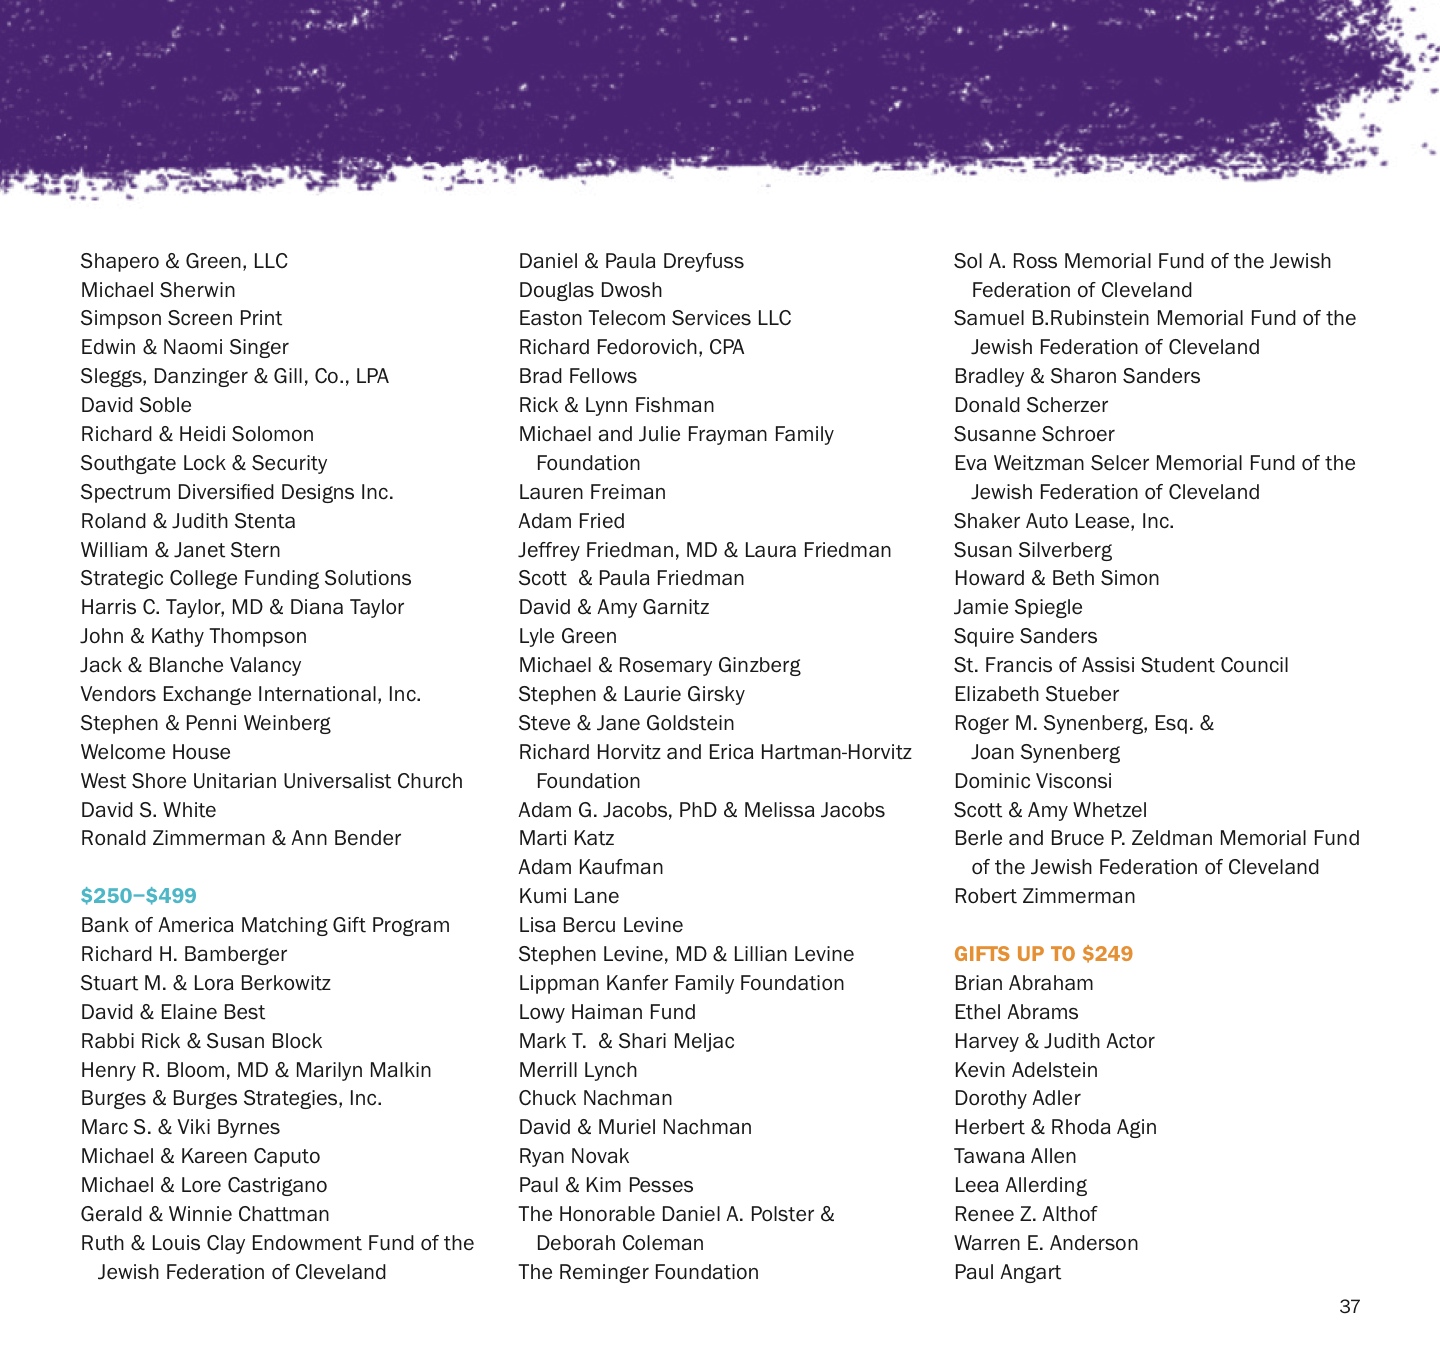 Shapero & Green, LLC
Michael Sherwin
Simpson Screen Print
Edwin & Naomi Singer
Sleggs, Danzinger & Gill, Co., LPA
David Soble
Richard & Heidi Solomon
Southgate Lock & Security
Spectrum Diversified Designs Inc.
Roland & Judith Stenta
William & Janet Stern
Strategic College Funding Solutions
Harris C. Taylor, MD & Diana Taylor
John & Kathy Thompson
Jack & Blanche Valancy
Vendors Exchange International, Inc.
Stephen & Penni Weinberg
Welcome House
West Shore Unitarian Universalist Church
David S. White
Ronald Zimmerman & Ann Bender
$250–$499
Bank of America Matching Gift Program
Richard H. Bamberger
Stuart M. & Lora Berkowitz
David & Elaine Best
Rabbi Rick & Susan Block
Henry R. Bloom, MD & Marilyn Malkin
Burges & Burges Strategies, Inc.
Marc S. & Viki Byrnes
Michael & Kareen Caputo
Michael & Lore Castrigano
Gerald & Winnie Chattman
Ruth & Louis Clay Endowment Fund of the
Jewish Federation of Cleveland
Daniel & Paula Dreyfuss
Douglas Dwosh
Easton Telecom Services LLC
Richard Fedorovich, CPA
Brad Fellows
Rick & Lynn Fishman
Michael and Julie Frayman Family
Foundation
Lauren Freiman
Adam Fried
Jeffrey Friedman, MD & Laura Friedman
Scott  & Paula Friedman
David & Amy Garnitz
Lyle Green
Michael & Rosemary Ginzberg
Stephen & Laurie Girsky
Steve & Jane Goldstein
Richard Horvitz and Erica Hartman-Horvitz
Foundation
Adam G. Jacobs, PhD & Melissa Jacobs
Marti Katz
Adam Kaufman
Kumi Lane
Lisa Bercu Levine
Stephen Levine, MD & Lillian Levine
Lippman Kanfer Family Foundation
Lowy Haiman Fund
Mark T.  & Shari Meljac
Merrill Lynch
Chuck Nachman
David & Muriel Nachman
Ryan Novak
Paul & Kim Pesses
The Honorable Daniel A. Polster &
Deborah Coleman
The Reminger Foundation
Sol A. Ross Memorial Fund of the Jewish
Federation of Cleveland
Samuel B.Rubinstein Memorial Fund of the
Jewish Federation of Cleveland
Bradley & Sharon Sanders
Donald Scherzer
Susanne Schroer
Eva Weitzman Selcer Memorial Fund of the
Jewish Federation of Cleveland
Shaker Auto Lease, Inc.
Susan Silverberg
Howard & Beth Simon
Jamie Spiegle
Squire Sanders
St. Francis of Assisi Student Council
Elizabeth Stueber
Roger M. Synenberg, Esq. &
Joan Synenberg
Dominic Visconsi
Scott & Amy Whetzel
Berle and Bruce P. Zeldman Memorial Fund
of the Jewish Federation of Cleveland
Robert Zimmerman
GIFTS UP TO $249
Brian Abraham
Ethel Abrams
Harvey & Judith Actor
Kevin Adelstein
Dorothy Adler
Herbert & Rhoda Agin
Tawana Allen
Leea Allerding
Renee Z. Althof
Warren E. Anderson
Paul Angart
37